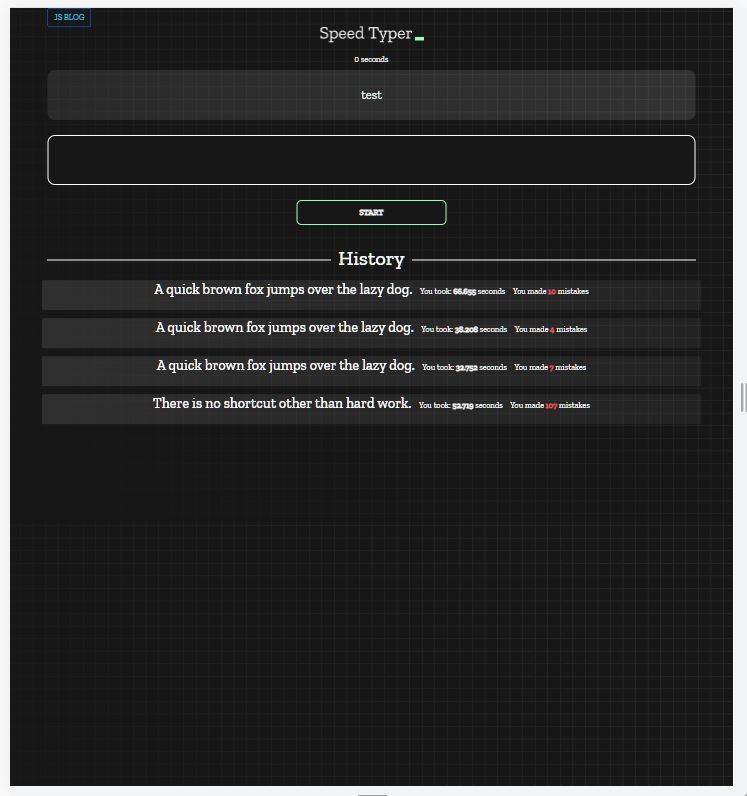 JS BLOG
Speed Typer
0 seconds
test
START
History
A quick brown fox jumps over the lazy dog. You took: 66.655 seconds You made 10 mistakes
A quick brown fox jumps over the lazy dog. You took: 38.208 seconds You made 4 mistakes
A quick brown fox jumps over the lazy dog. You took: 32.752 seconds You made 7 mistakes
There is no shortcut other than hard work. You took: 52.719 seconds You made 107 mistakes